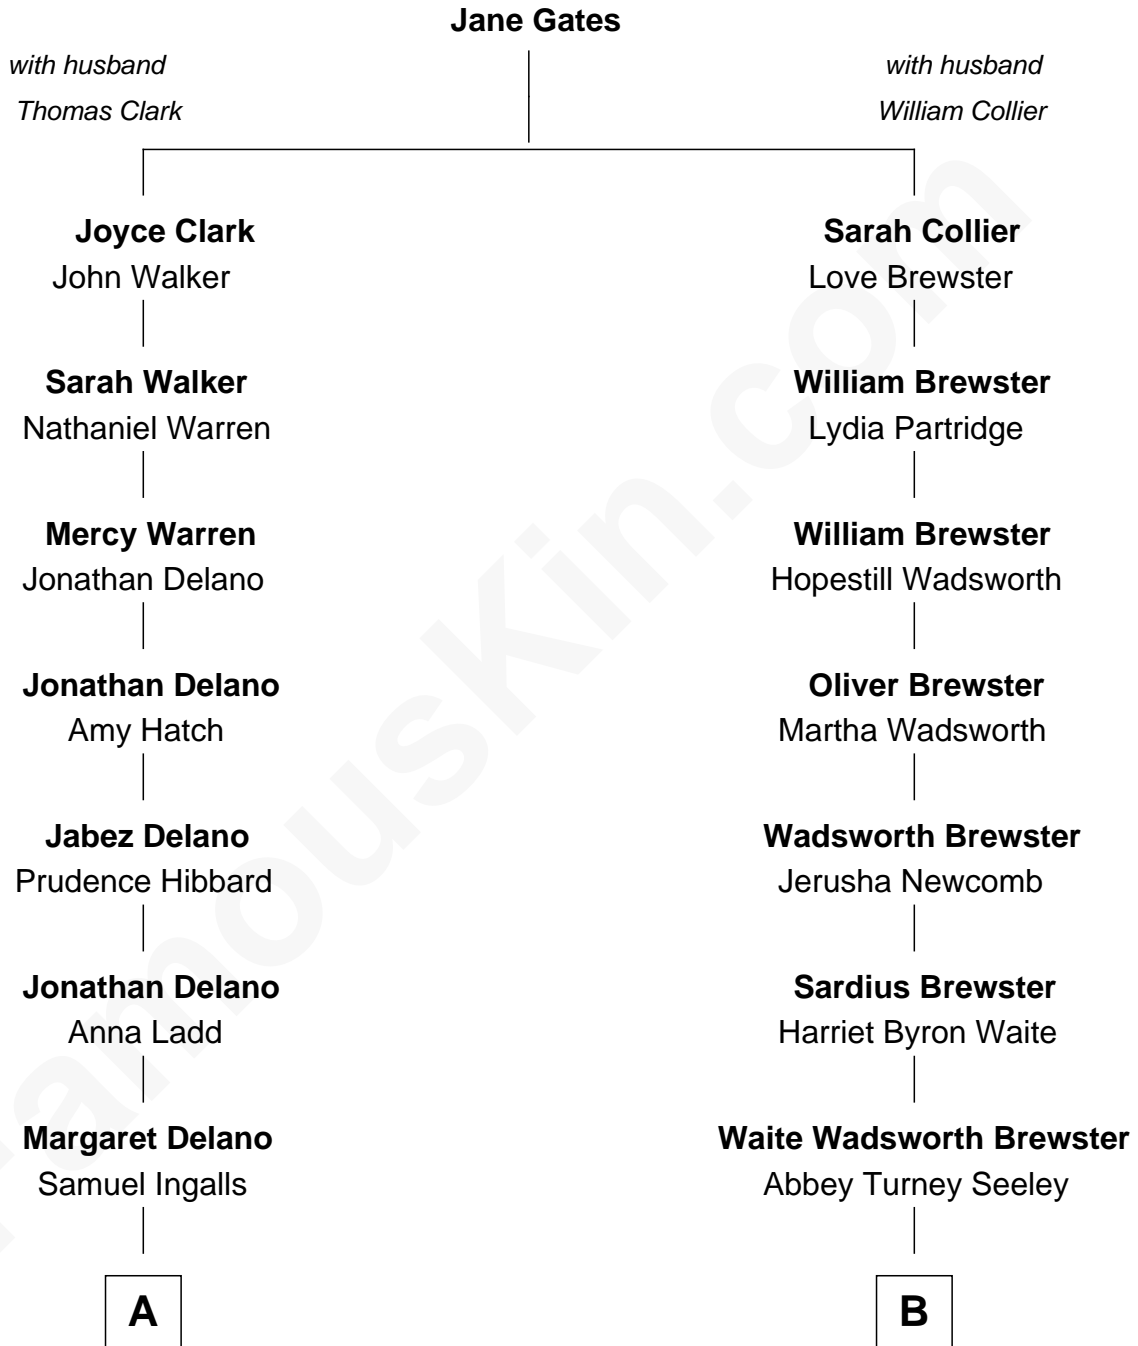 Jane Gates
with husband
Thomas Clark
with husband
William Collier
Joyce Clark
John Walker
Sarah Walker
Nathaniel Warren
Mercy Warren
Jonathan Delano
Jonathan Delano
Amy Hatch
Jabez Delano
Prudence Hibbard
Jonathan Delano
Anna Ladd
Margaret Delano
Samuel Ingalls
A
Sarah Collier
Love Brewster
William Brewster
Lydia Partridge
William Brewster
Hopestill Wadsworth
Oliver Brewster
Martha Wadsworth
Wadsworth Brewster
Jerusha Newcomb
Sardius Brewster
Harriet Byron Waite
Waite Wadsworth Brewster
Abbey Turney Seeley
B
FamousKin.com